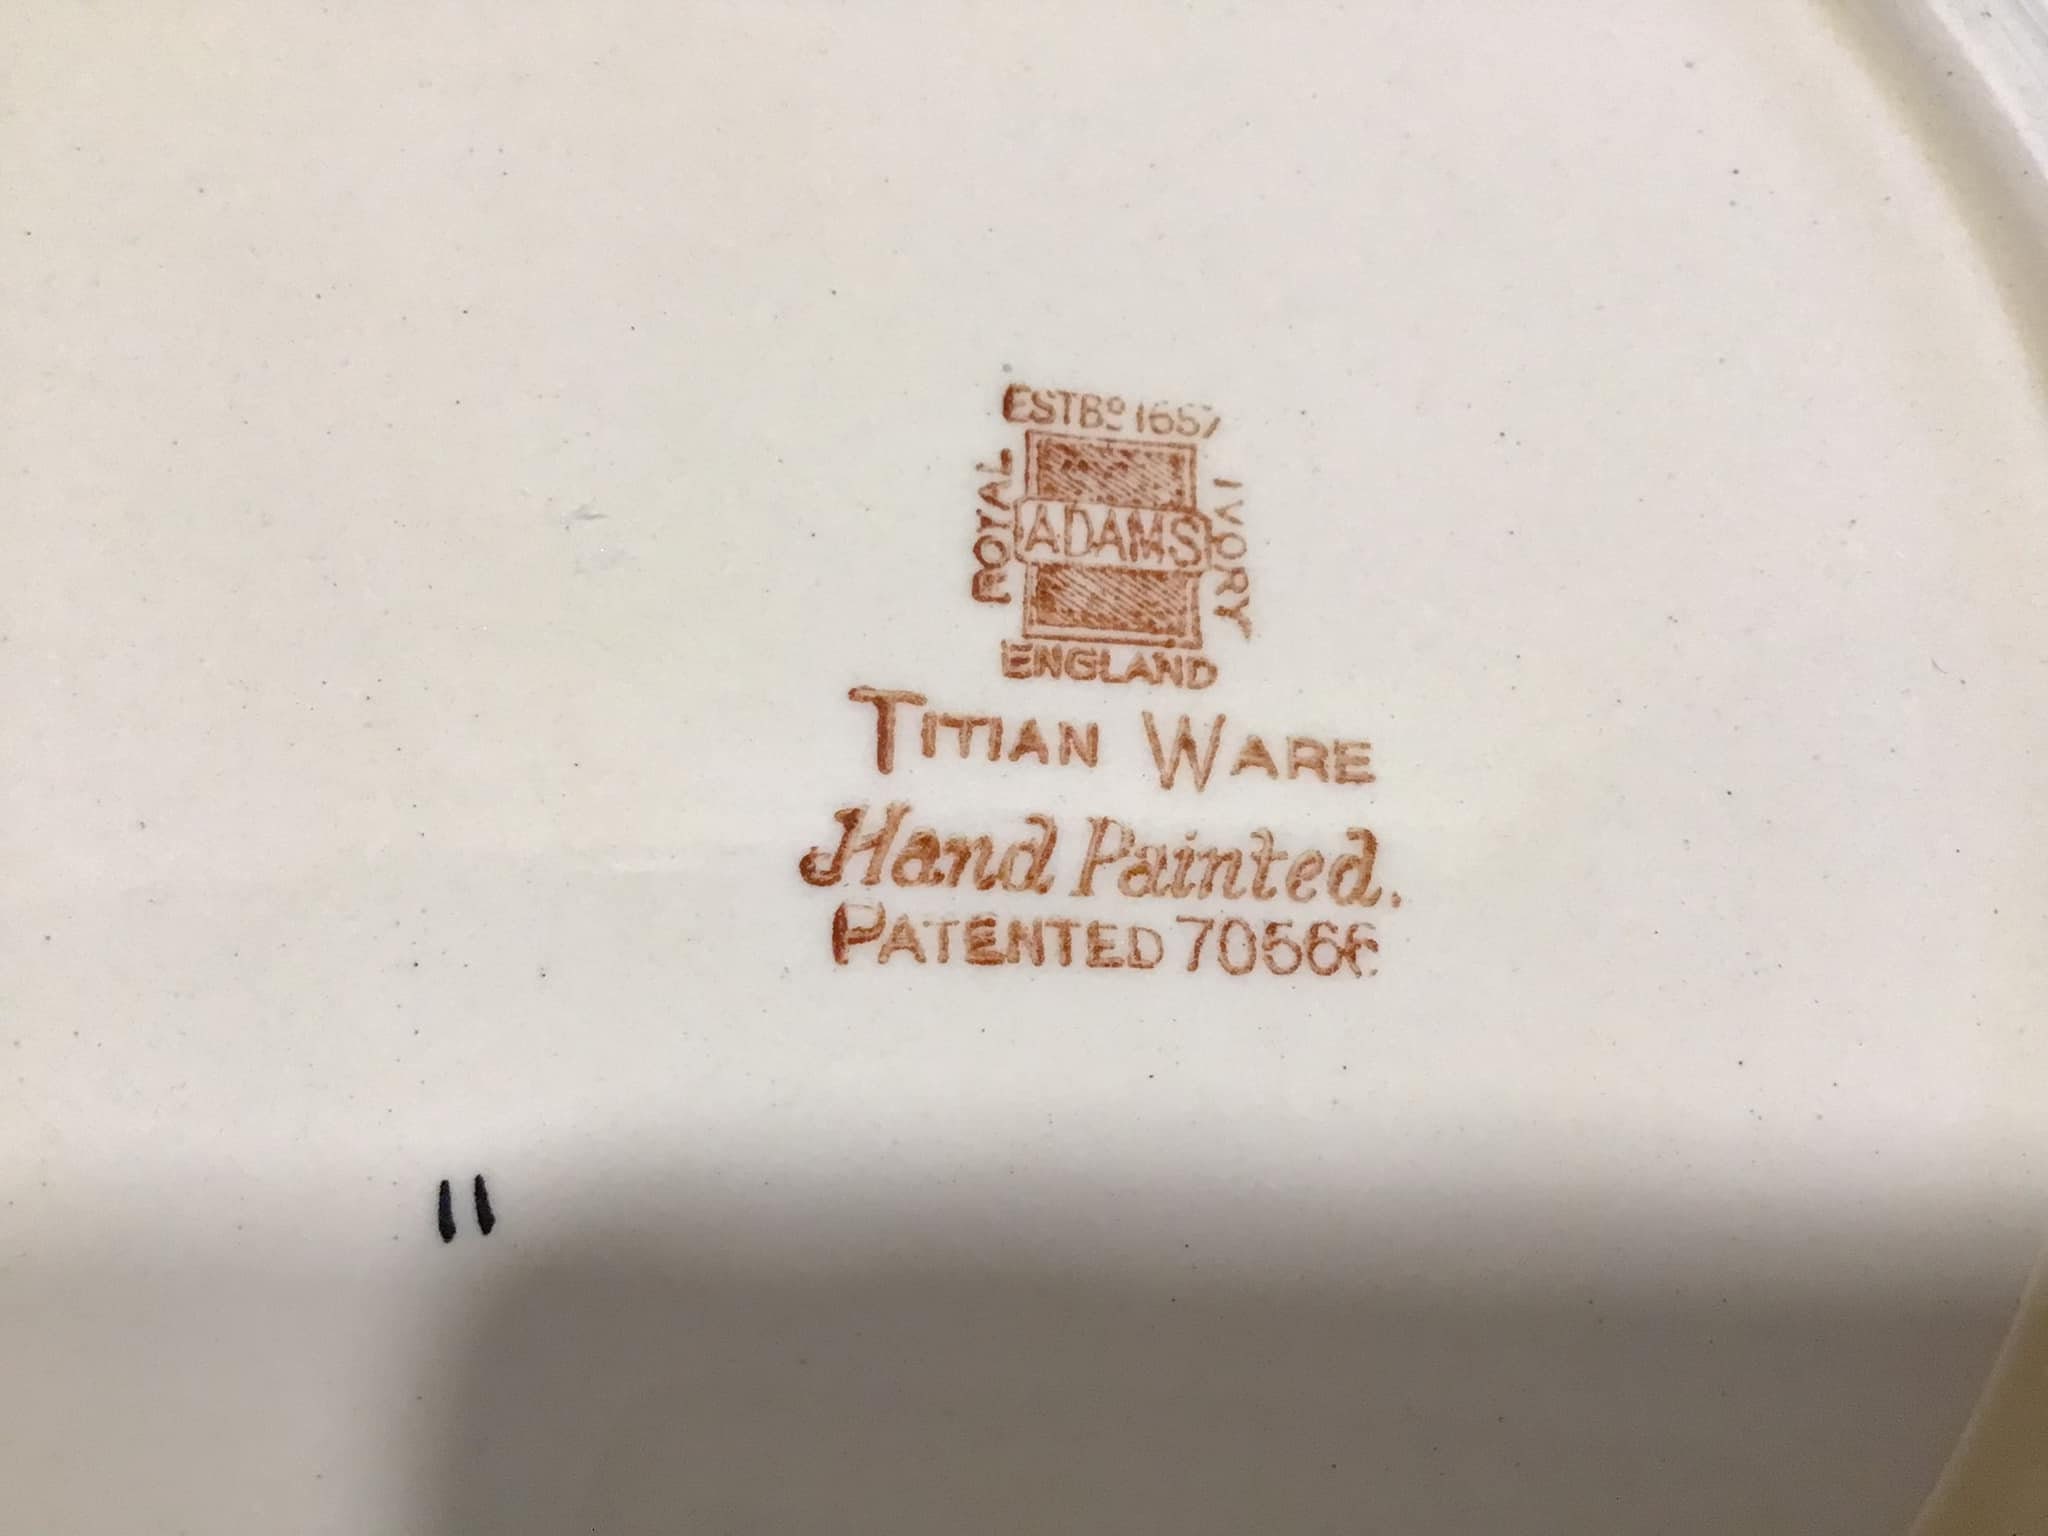 ESTBD 1657
ROYAL
ADAMS
IVORY
ENGLAND
TITIAN WARE
Hand Painted.
PATENTED 70566
"